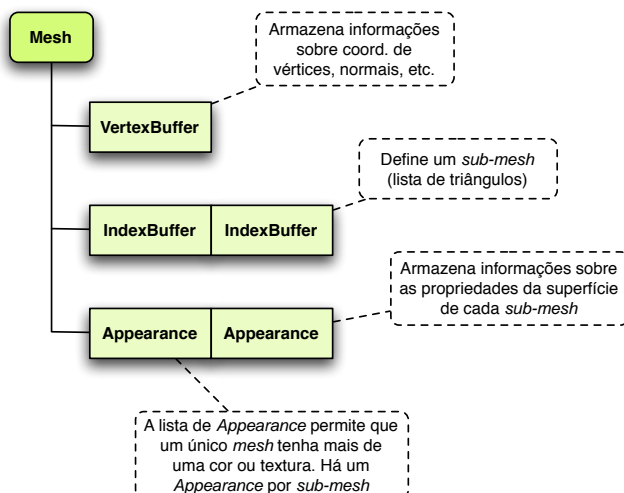 Mesh
Armazena informações
sobre coord. de
vértices, normais, etc.
VertexBuffer
Define um sub-mesh
(lista de triângulos)
IndexBuffer IndexBuffer
Armazena informações sobre
as propriedades da superfície
de cada sub-mesh
Appearance Appearance
A lista de Appearance permite que
um único mesh tenha mais de
uma cor ou textura. Há um
Appearance por sub-mesh